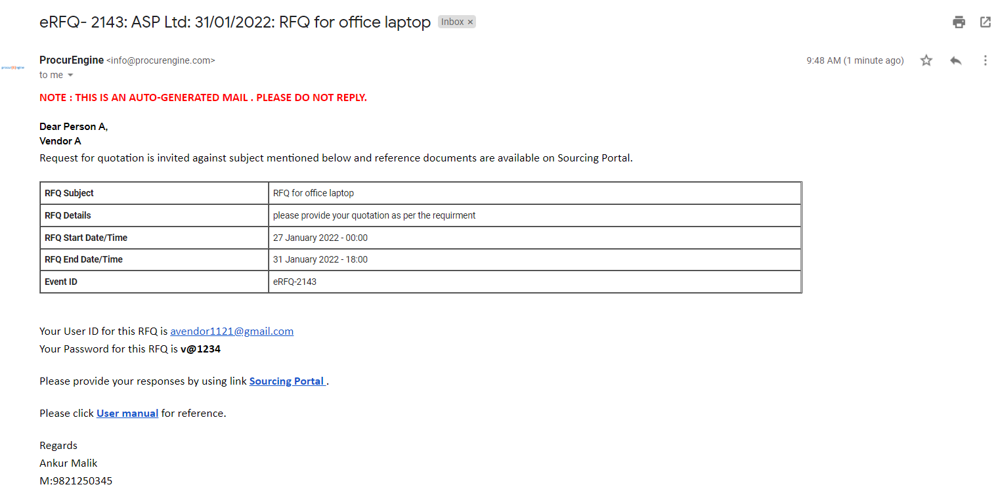 eRFQ- 2143: ASP Ltd: 31/01/2022: RFQ for office laptop Inbox ×
procurengine
ProcurEngine <info@procurengine.com> 9:48 AM (1 minute ago)
to me
NOTE : THIS IS AN AUTO-GENERATED MAIL . PLEASE DO NOT REPLY.
Dear Person A,
Vendor A
Request for quotation is invited against subject mentioned below and reference documents are available on Sourcing Portal.
RFQ Subject RFQ for office laptop
RFQ Details please provide your quotation as per the requirment
RFQ Start Date/Time 27 January 2022 - 00:00
RFQ End Date/Time 31 January 2022 - 18:00
Event ID eRFQ-2143
Your User ID for this RFQ is avendor1121@gmail.com
Your Password for this RFQ is v@1234
Please provide your responses by using link Sourcing Portal .
Please click User manual for reference.
Regards
Ankur Malik
M:9821250345